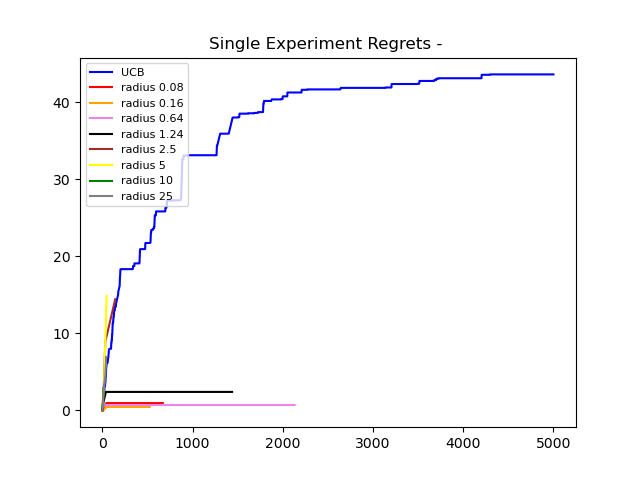 Single Experiment Regrets -
UCB
radius 0.08
radius 0.16
radius 0.64
radius 1.24
radius 2.5
radius 5
radius 10
radius 25
40
30
20
10
0
0 1000 2000 3000 4000 5000